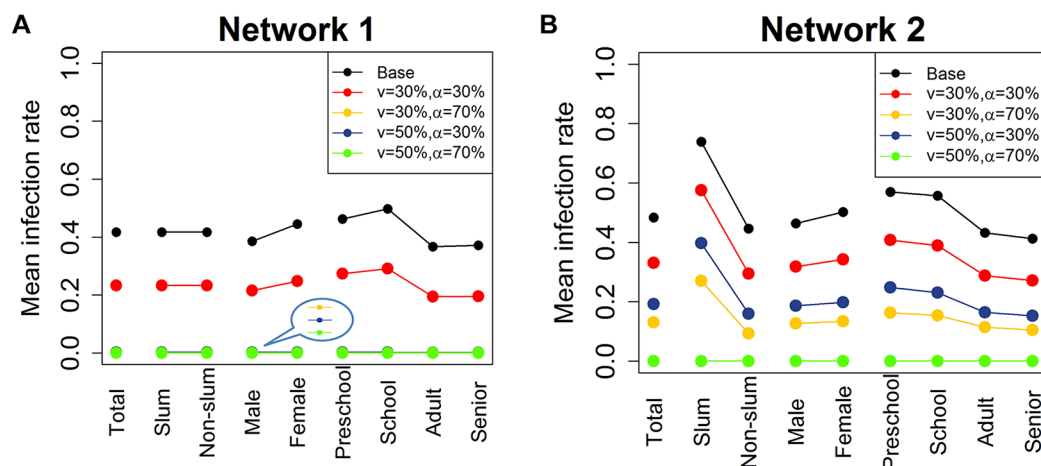 A
Network 1
Mean infection rate
1.0
0.8
0.6
0.4
0.2
0.0
Base
v=30%,α=30%
v=30%,α=70%
v=50%,α=30%
v=50%,α=70%
Total
Slum
Non-slum
Male
Female
Preschool
School
Adult
Senior
B
Network 2
Mean infection rate
1.0
0.8
0.6
0.4
0.2
0.0
Base
v=30%,α=30%
v=30%,α=70%
v=50%,α=30%
v=50%,α=70%
Total
Slum
Non-slum
Male
Female
Preschool
School
Adult
Senior